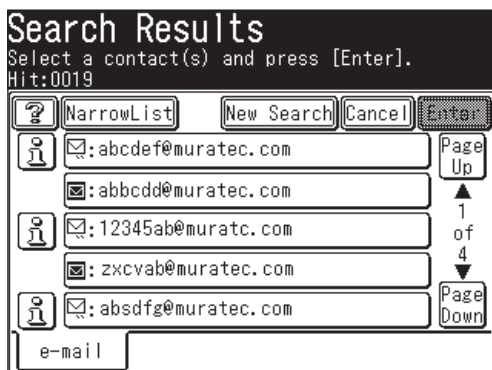 Search Results
Select a contact(s) and press [Enter].
Hit:0019
? NarrowList New Search Cancel Enter
:abcdef@muratec.com
Page Up
:abbcdd@muratec.com
:12345ab@muratc.com
1
of
4
:zxcvab@muratec.com
:absdfg@muratec.com
Page Down
e-mail